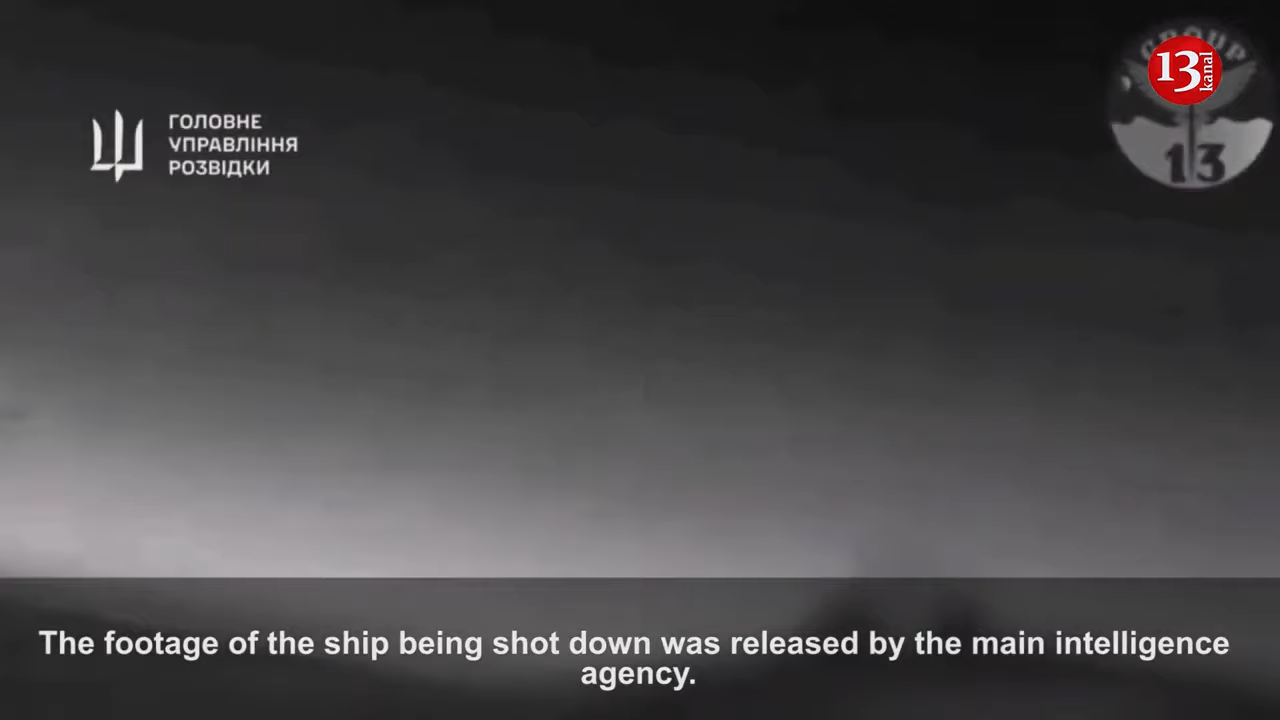 GROUP
13
kanal
13
ГОЛОВНЕ
УПРАВЛІННЯ
РОЗВІДКИ
The footage of the ship being shot down was released by the main intelligence
agency.